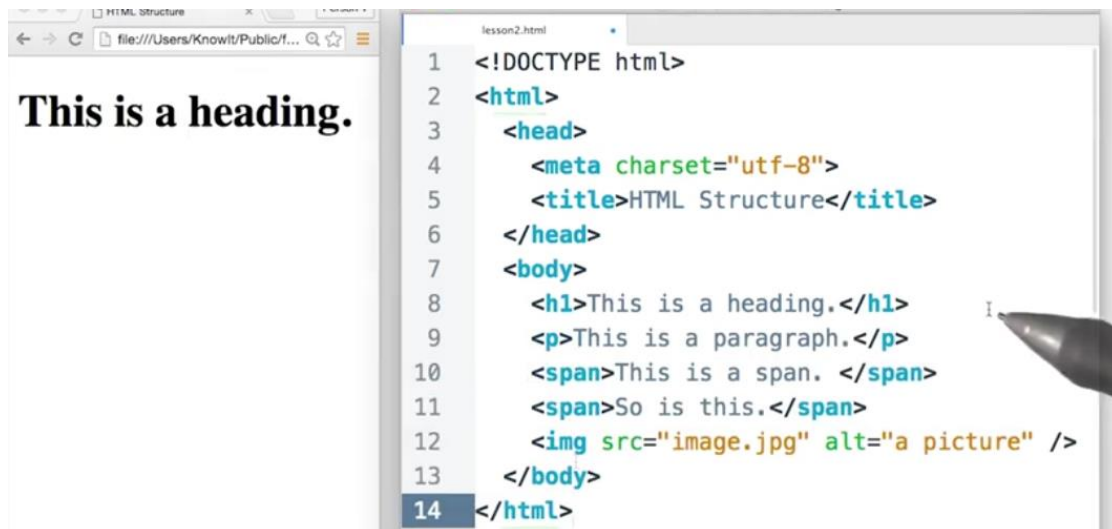 HTML Structure
file:///Users/KnowIt/Public/f...
This is a heading.
lesson2.html
1 <!DOCTYPE html>
2 <html>
3 <head>
4 <meta charset="utf-8">
5 <title>HTML Structure</title>
6 </head>
7 <body>
8 <h1>This is a heading.</h1>
9 <p>This is a paragraph.</p>
10 <span>This is a span. </span>
11 <span>So is this.</span>
12 <img src="image.jpg" alt="a picture" />
13 </body>
14 </html>